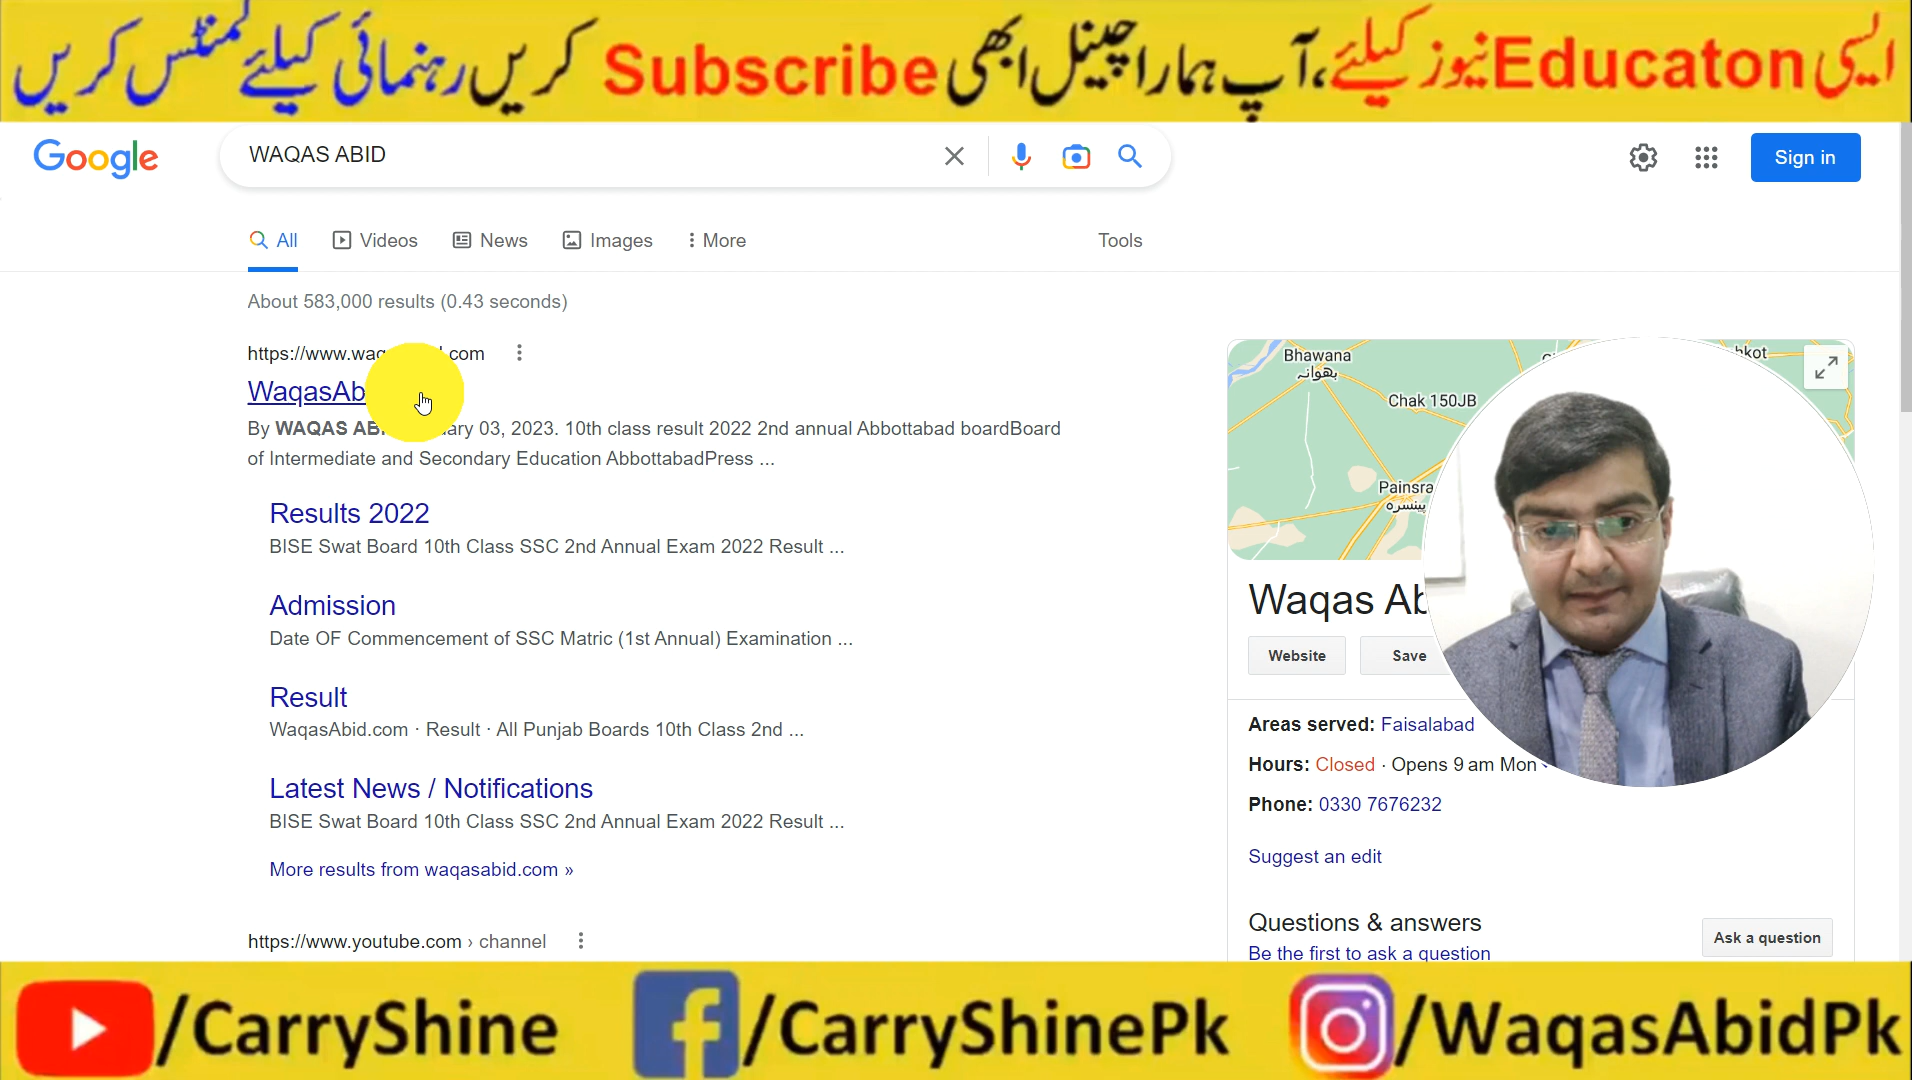 ایسی Educaton نیوز کیلئے، آپ ہمارا چینل ابھی Subscribe کریں رہنمائی کیلئے کمنٹس کریں
Google
WAQAS ABID
Sign in
All
Videos
News
Images
More
Tools
About 583,000 results (0.43 seconds)
https://www.waq .com
WaqasAb
By WAQAS AB ary 03, 2023. 10th class result 2022 2nd annual Abbottabad boardBoard
of Intermediate and Secondary Education AbbottabadPress ...
Results 2022
BISE Swat Board 10th Class SSC 2nd Annual Exam 2022 Result ...
Admission
Date OF Commencement of SSC Matric (1st Annual) Examination ...
Result
WaqasAbid.com · Result · All Punjab Boards 10th Class 2nd ...
Latest News / Notifications
BISE Swat Board 10th Class SSC 2nd Annual Exam 2022 Result ...
More results from waqasabid.com »
https://www.youtube.com › channel
Bhawana
بھوانہ
Chak 150JB
Painsra
پینسرہ
hkot
Waqas Ab
Website
Save
Areas served: Faisalabad
Hours: Closed · Opens 9 am Mon
Phone: 0330 7676232
Suggest an edit
Questions & answers
Be the first to ask a question
Ask a question
/CarryShine
/CarryShinePk
/WaqasAbidPk